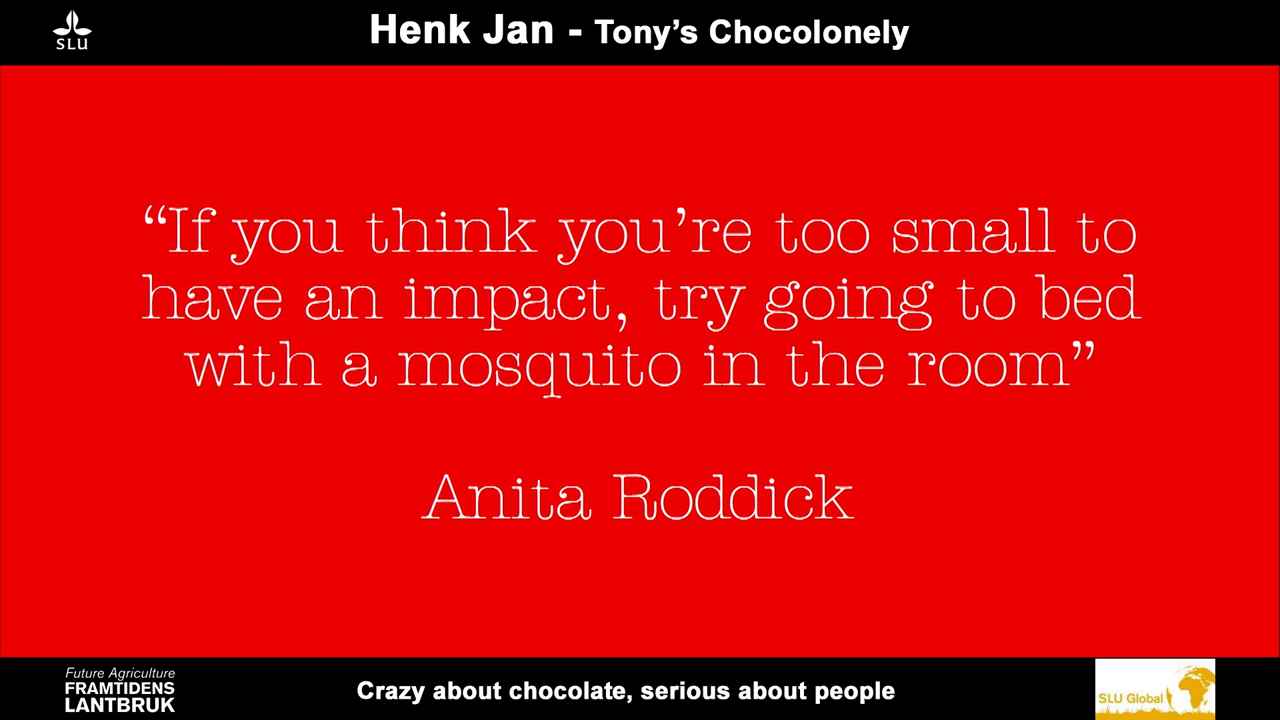 SLU
Henk Jan - Tony's Chocolonely
“If you think you’re too small to
have an impact, try going to bed
with a mosquito in the room”
Anita Roddick
Future Agriculture
FRAMTIDENS
LANTBRUK
Crazy about chocolate, serious about people
SLU Global